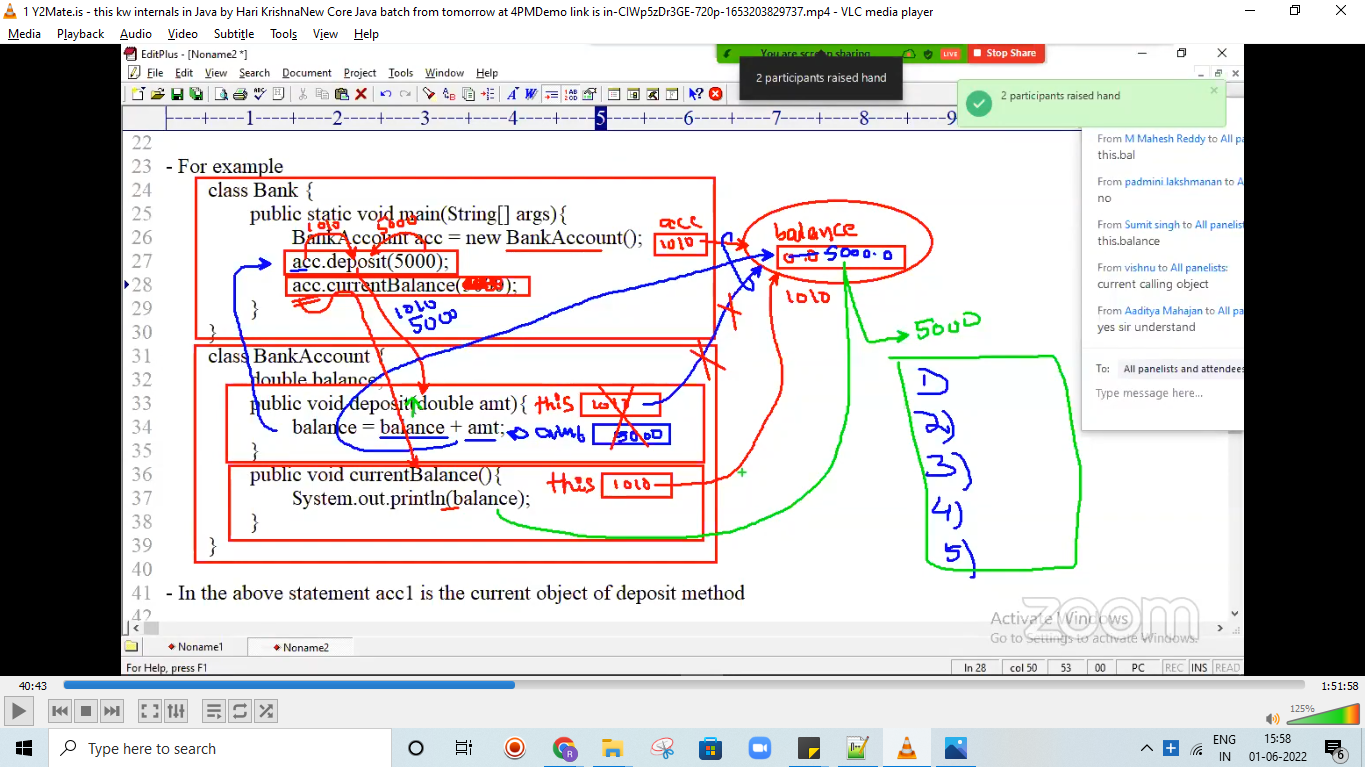 1 Y2Mate.is - this kw internals in Java by Hari KrishnaNew Core Java batch from tomorrow at 4PMDemo link is in-ClWp5zDr3GE-720p-1653203829737.mp4 - VLC media player
Media Playback Audio Video Subtitle Tools View Help
EditPlus - [Noname2 *]
You are screen sharing LIVE Stop Share
File Edit View Search Document Project Tools Window Help
2 participants raised hand
2 participants raised hand
1 2 3 4 5 6 7 8 9
22
23 - For example
24 class Bank {
25 public static void main(String[] args){
26 BankAccount acc = new BankAccount();
27 acc.deposit(5000);
28 acc.currentBalance( );
29 }
30 }
31 class BankAccount {
32 double balance
33 public void deposit(double amt){
34 balance = balance + amt;
35 }
36 public void currentBalance(){
37 System.out.println(balance);
38 }
39 }
40
41 - In the above statement acc1 is the current object of deposit method
42
1010 5000
acc
1010
balance
0.0 5000.0
1010
1010
5000
this 1010
amt 5000
this 1010
5000
1)
2)
3)
4)
5)
From M Mahesh Reddy to All pa
this.bal
From padmini lakshmanan to A
no
From Sumit singh to All panelists
this.balance
From vishnu to All panelists:
current calling object
From Aaditya Mahajan to All pa
yes sir understand
To: All panelists and attendees
Type message here...
zoom
Activate Windows
Go to Settings to activate Windows.
Noname1 Noname2
For Help, press F1
ln 28 col 50 53 00 PC REC INS READ
40:43 1:51:58
125%
Type here to search
R
ENG
IN
15:58
01-06-2022
6